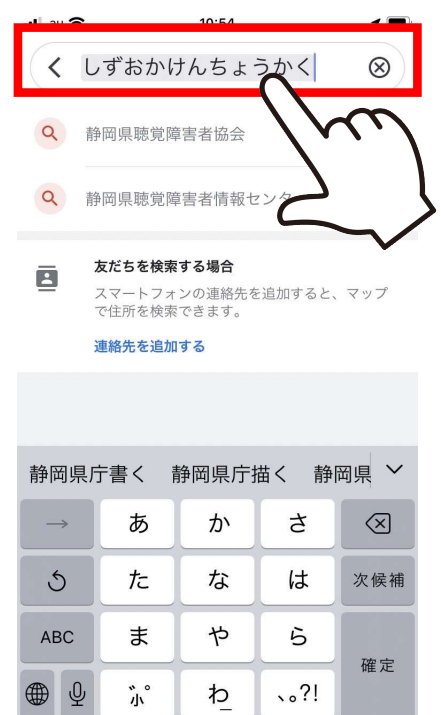 au 10:54
しずおかけんちょうかく
静岡県聴覚障害者協会
静岡県聴覚障害者情報センタ
友だちを検索する場合
スマートフォンの連絡先を追加すると、マップ
で住所を検索できます。
連絡先を追加する
静岡県庁書く 静岡県庁描く 静岡県
→ あ か さ
た な は 次候補
ABC ま や ら
確定
小゛゜ わ 、。?!